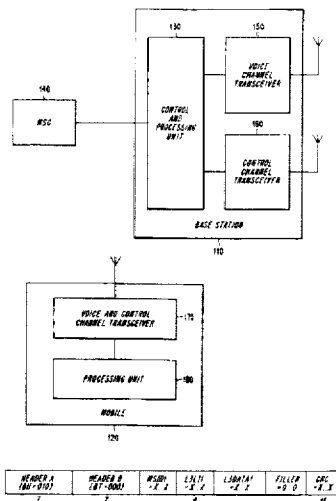 130
150
VOICE
CHANNEL
TRANSCEIVER
140
MSC
CONTROL
AND
PROCESSING
UNIT
160
CONTROL
CHANNEL
TRANSCEIVER
BASE STATION
110
VOICE AND CONTROL
CHANNEL TRANSCEIVER
170
PROCESSING UNIT
180
MOBILE
120
HEADER A
HEADER B
FILLER